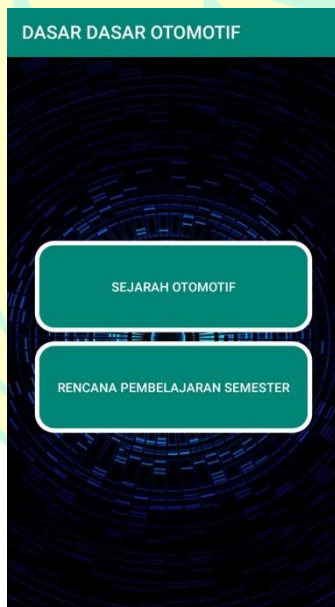 DASAR DASAR OTOMOTIF
SEJARAH OTOMOTIF
RENCANA PEMBELAJARAN SEMESTER